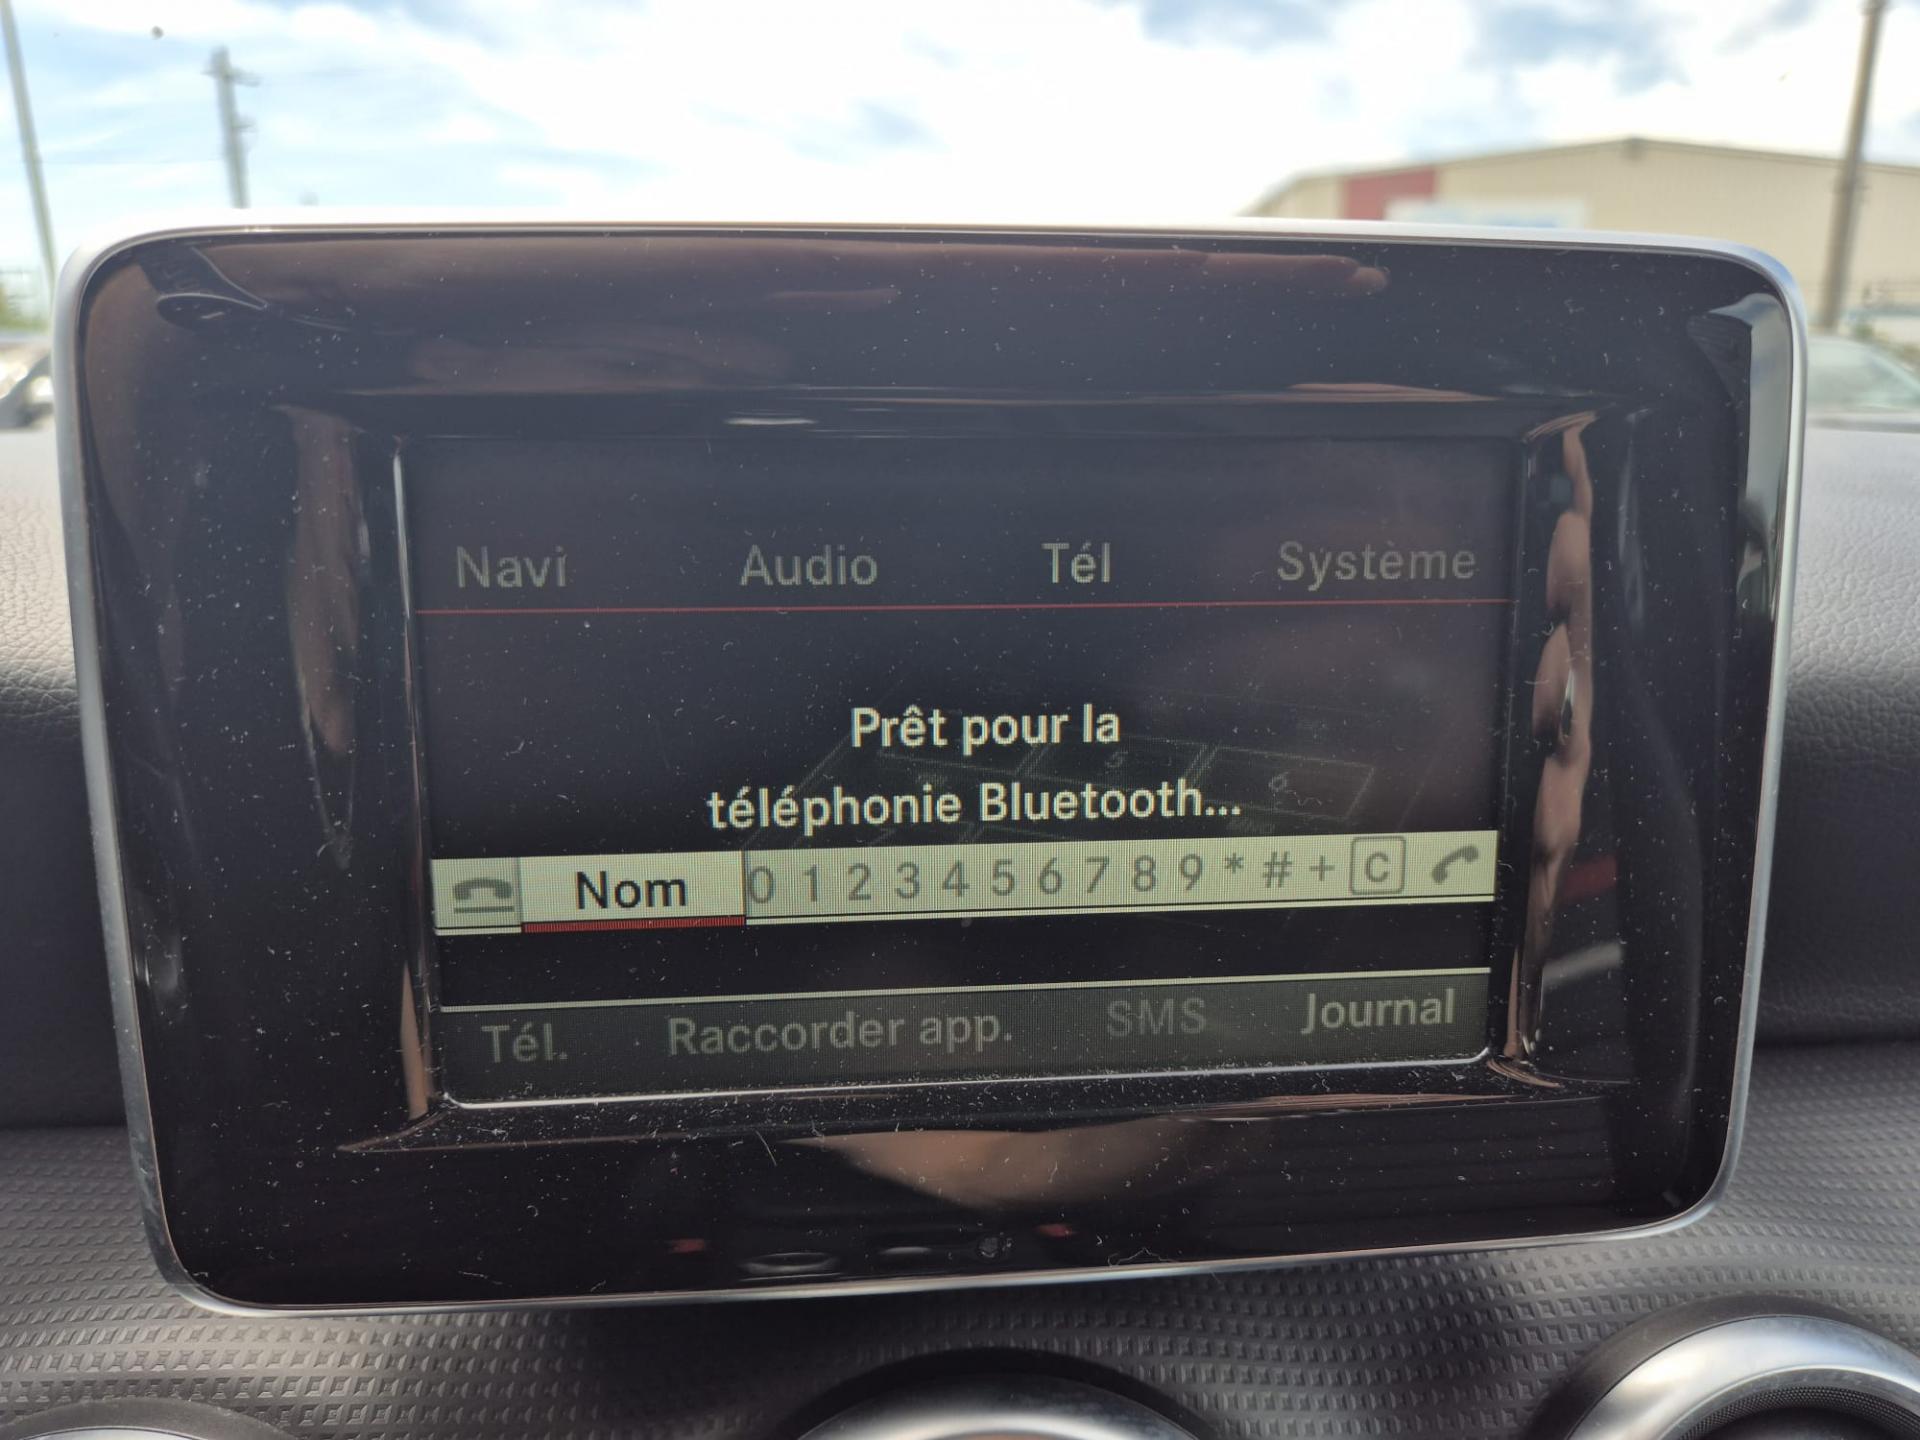 Navi Audio Tél Système
Prêt pour la
téléphonie Bluetooth...
Nom 0 1 2 3 4 5 6 7 8 9 * # + C
Tél. Raccorder app. SMS Journal